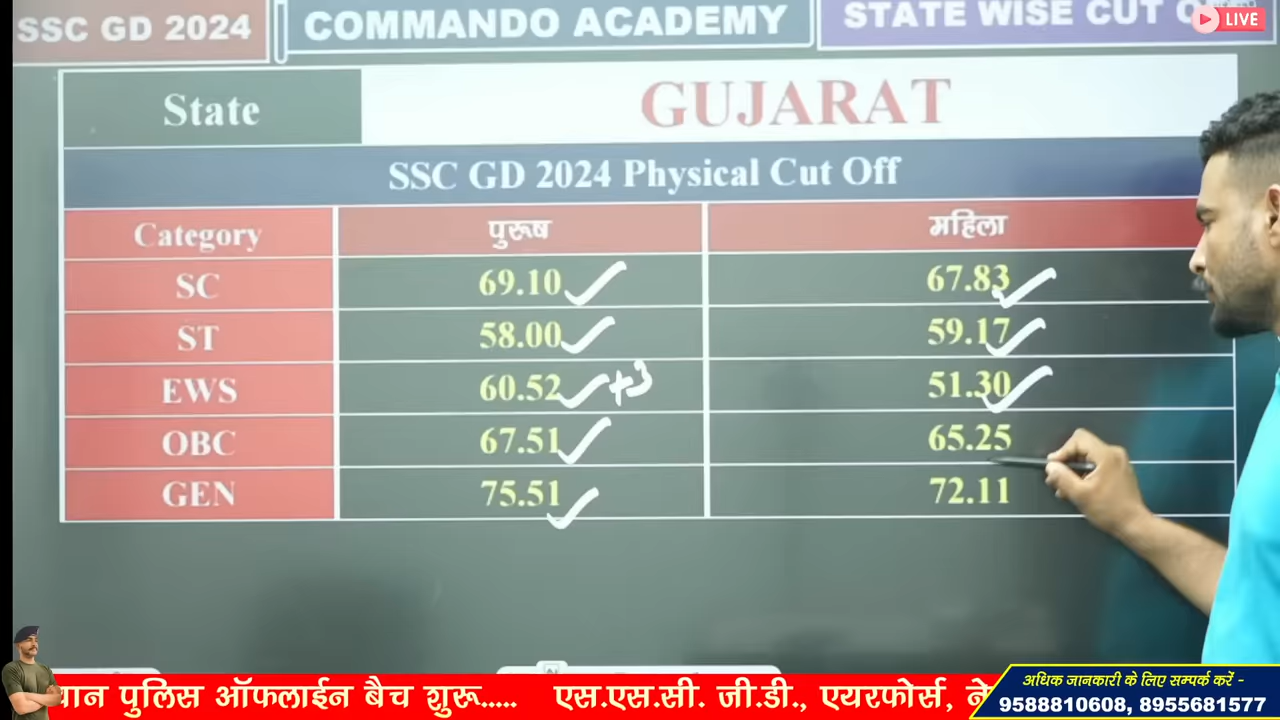 SSC GD 2024
COMMANDO ACADEMY
STATE WISE CUT
LIVE
State GUJARAT
SSC GD 2024 Physical Cut Off
Category पुरूष महिला
SC 69.10 67.83
ST 58.00 59.17
EWS 60.52 +3 51.30
OBC 67.51 65.25
GEN 75.51 72.11
पुलिस ऑफलाईन बैच शुरू..... एस.एस.सी. जी.डी., एयरफोर्स,
अधिक जानकारी के लिए सम्पर्क करें -
9588810608, 8955681577